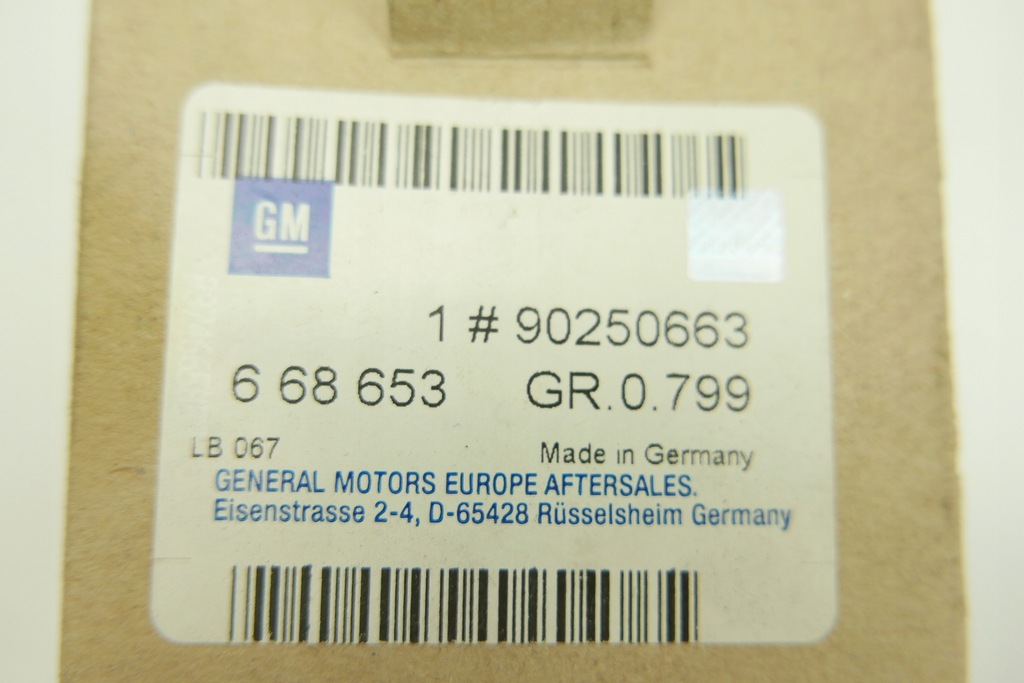 GM
1 # 90250663
6 68 653 GR.0.799
LB 067 Made in Germany
GENERAL MOTORS EUROPE AFTERSALES.
Eisenstrasse 2-4, D-65428 Rüsselsheim Germany